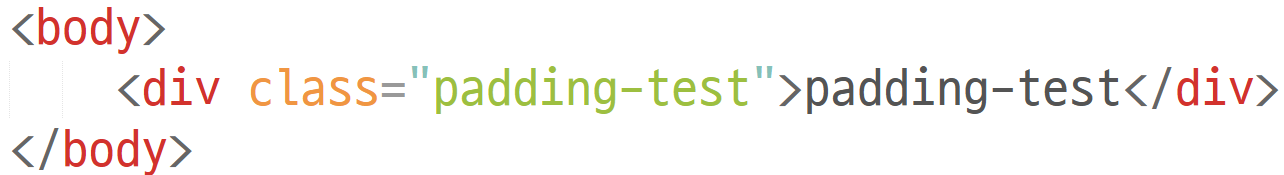 <body>
    <div class="padding-test">padding-test</div>
</body>